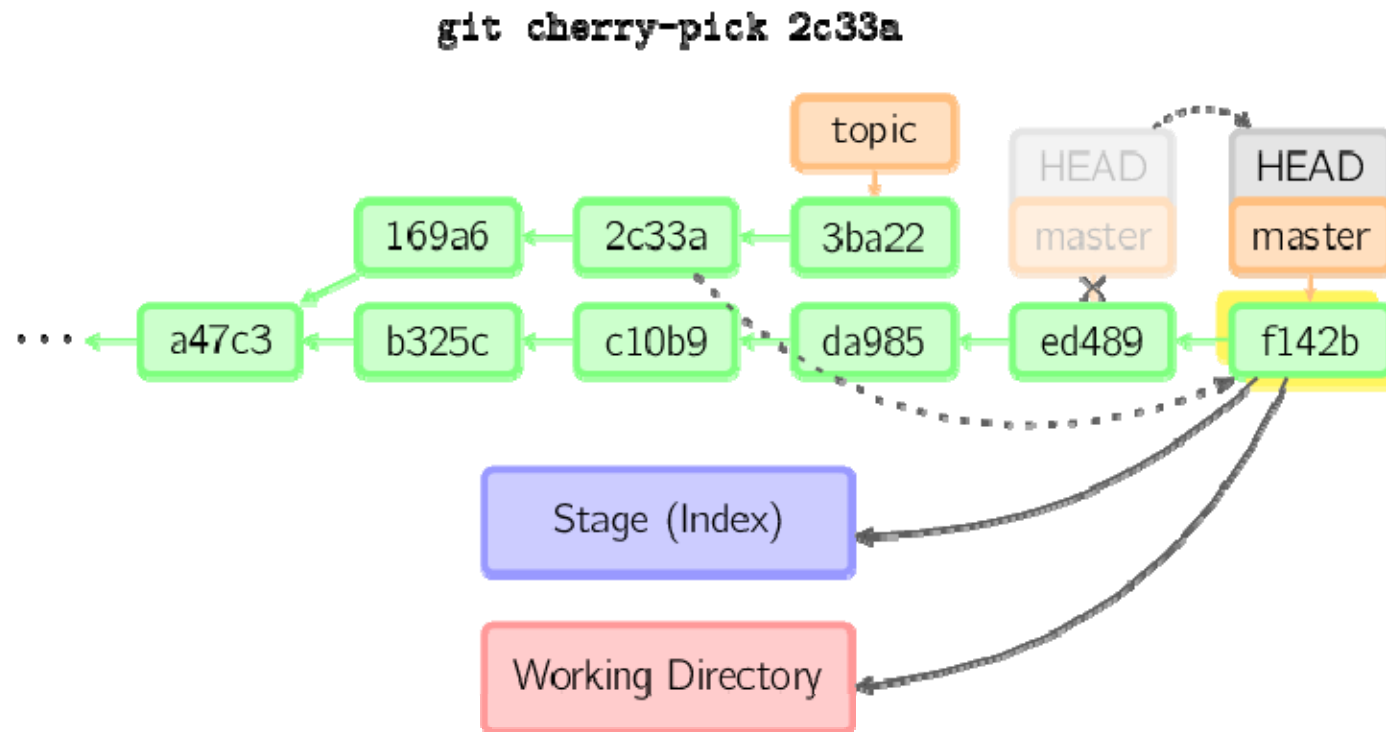 git cherry-pick 2c33a
topic
HEAD
HEAD
169a6
2c33a
3ba22
master
master
...
a47c3
b325c
c10b9
da985
ed489
f142b
Stage (Index)
Working Directory